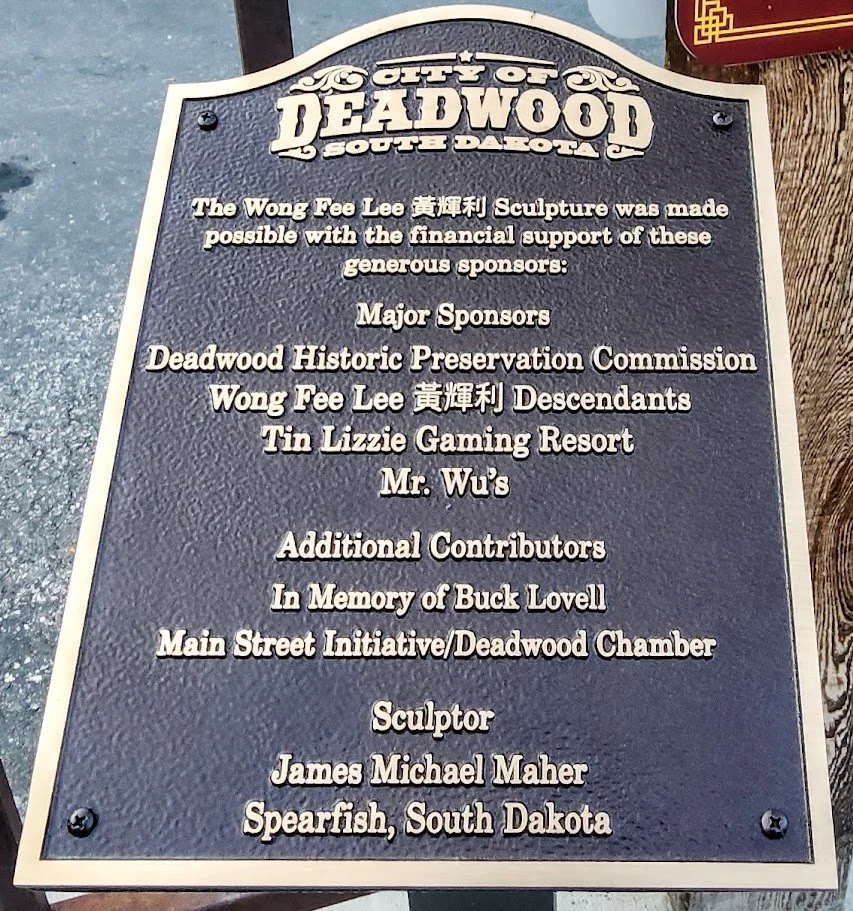 CITY OF
DEADWOOD
SOUTH DAKOTA
The Wong Fee Lee 黃輝利 Sculpture was made
possible with the financial support of these
generous sponsors:
Major Sponsors
Deadwood Historic Preservation Commission
Wong Fee Lee 黃輝利 Descendants
Tin Lizzie Gaming Resort
Mr. Wu's
Additional Contributors
In Memory of Buck Lovell
Main Street Initiative/Deadwood Chamber
Sculptor
James Michael Maher
Spearfish, South Dakota